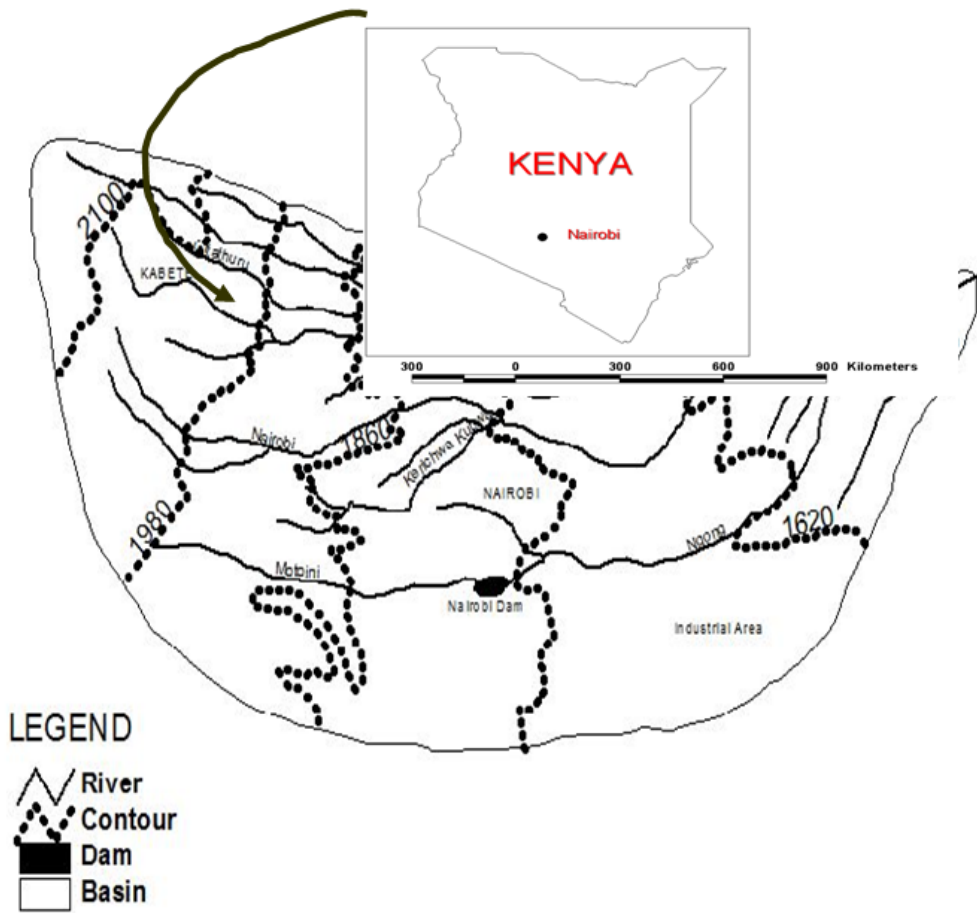 KENYA
Nairobi
300 0 300 600 900 Kilometers
2100
KABETE
Nairobi
1860
Kerichwa
NAIROBI
1980
Ngong
1620
Motoini
Nairobi Dam
Industrial Area
LEGEND
River
Contour
Dam
Basin